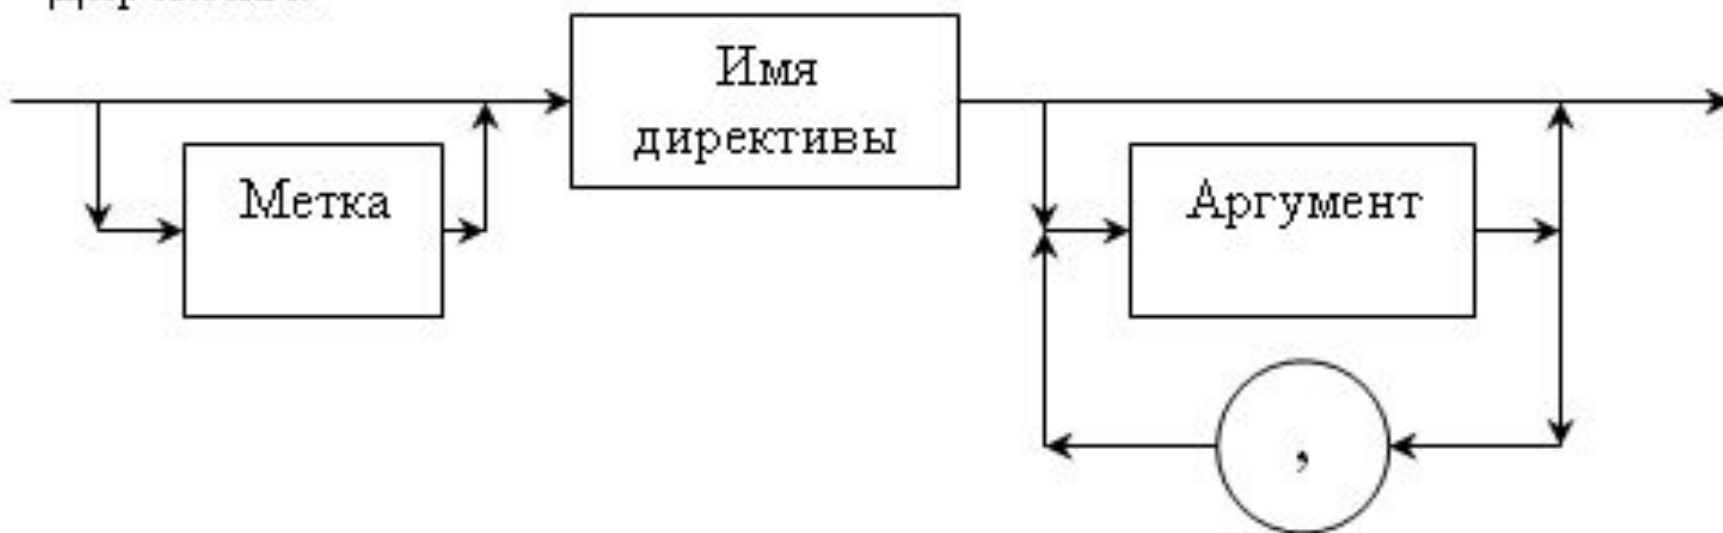 Имя
директивы
Метка
Аргумент
,